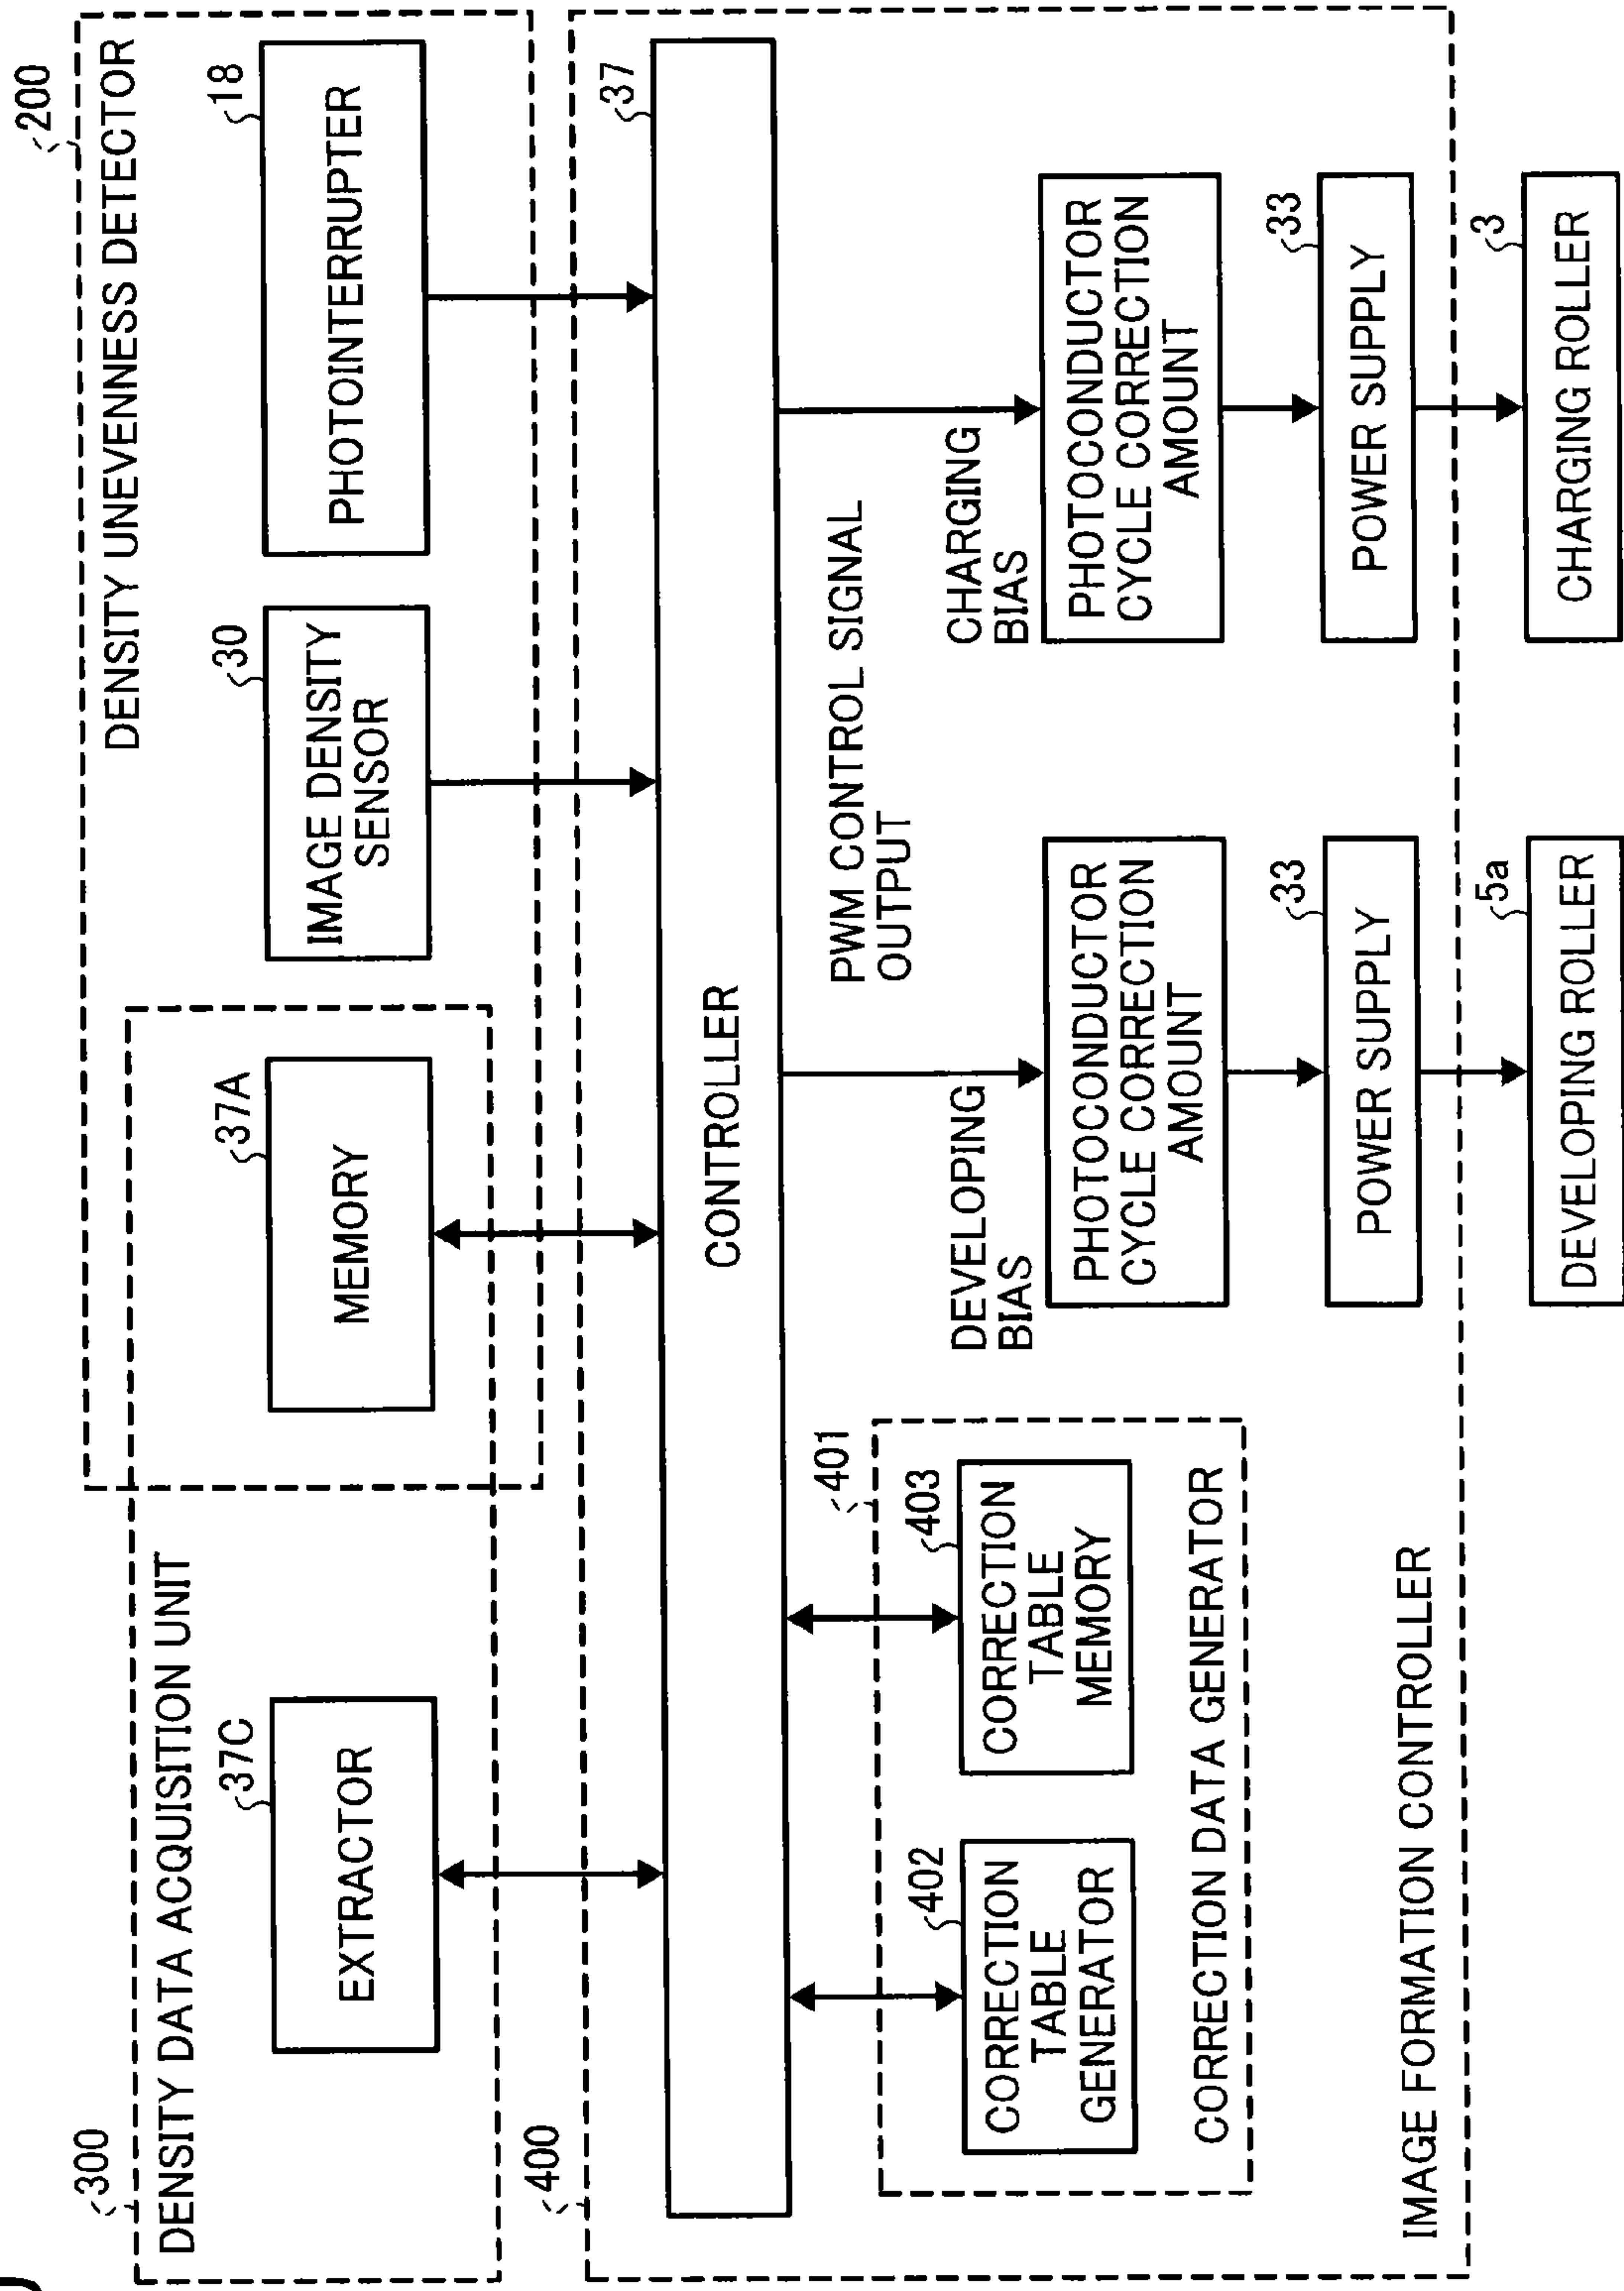 200
DENSITY UNEVENNESS DETECTOR
300
DENSITY DATA ACQUISITION UNIT
37C
EXTRACTOR
37A
MEMORY
30
IMAGE DENSITY
SENSOR
18
PHOTOINTERRUPTER
400
37
CONTROLLER
401
402
CORRECTION
TABLE
GENERATOR
403
CORRECTION
TABLE
MEMORY
CORRECTION DATA GENERATOR
IMAGE FORMATION CONTROLLER
PWM CONTROL SIGNAL
OUTPUT
DEVELOPING
BIAS
PHOTOCONDUCTOR
CYCLE CORRECTION
AMOUNT
33
POWER SUPPLY
5a
DEVELOPING ROLLER
CHARGING
BIAS
PHOTOCONDUCTOR
CYCLE CORRECTION
AMOUNT
33
POWER SUPPLY
3
CHARGING ROLLER